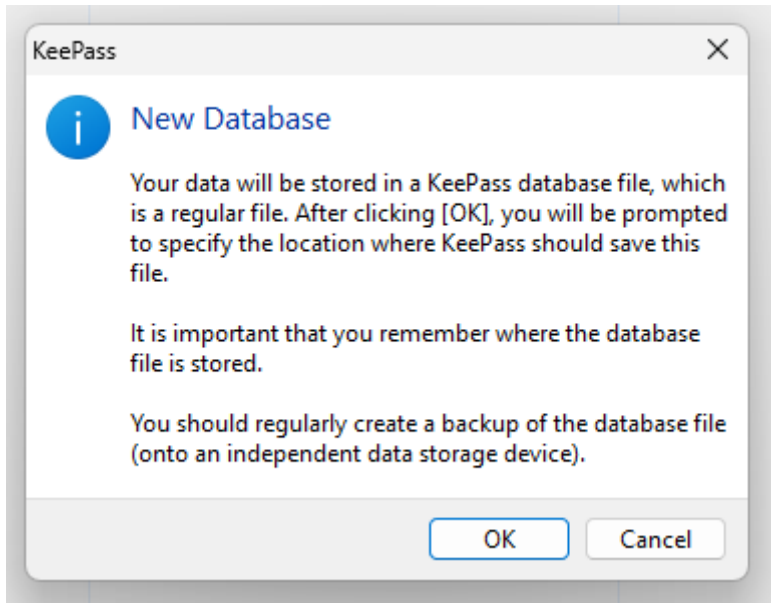 KeePass
New Database
Your data will be stored in a KeePass database file, which
is a regular file. After clicking [OK], you will be prompted
to specify the location where KeePass should save this
file.
It is important that you remember where the database
file is stored.
You should regularly create a backup of the database file
(onto an independent data storage device).
OK Cancel